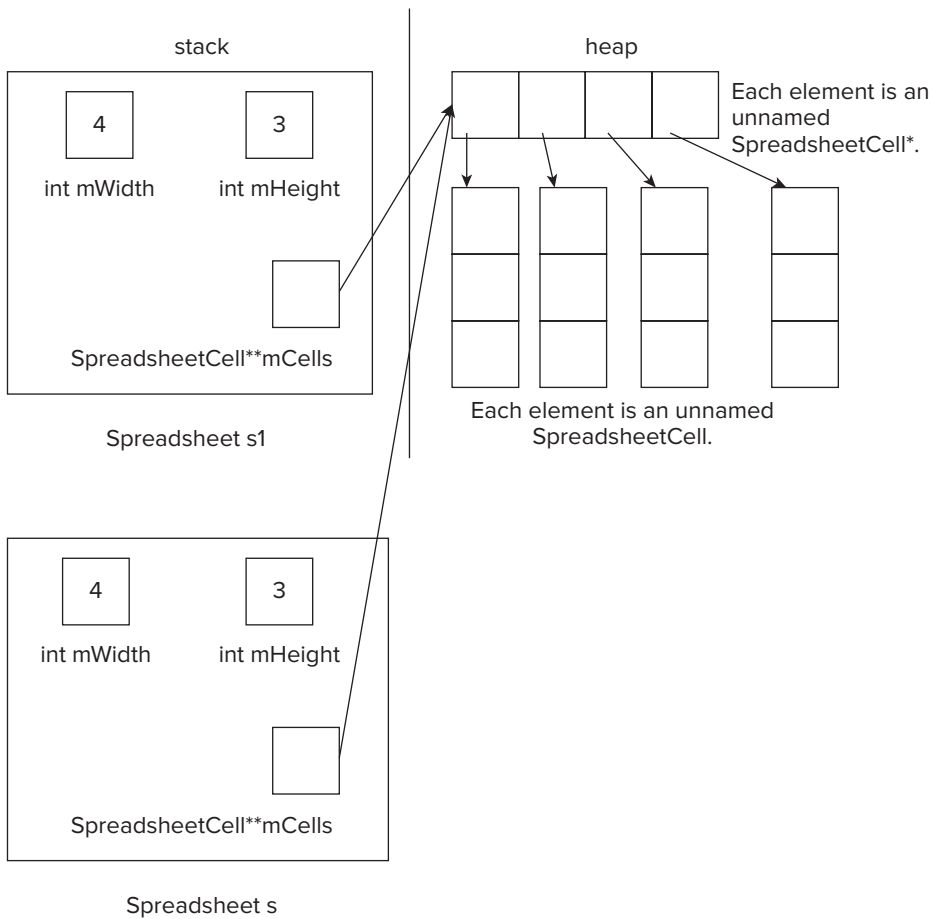 stack
heap
4
3
int mWidth
int mHeight
SpreadsheetCell**mCells
Spreadsheet s1
Each element is an
unnamed
SpreadsheetCell*.
Each element is an unnamed
SpreadsheetCell.
4
3
int mWidth
int mHeight
SpreadsheetCell**mCells
Spreadsheet s